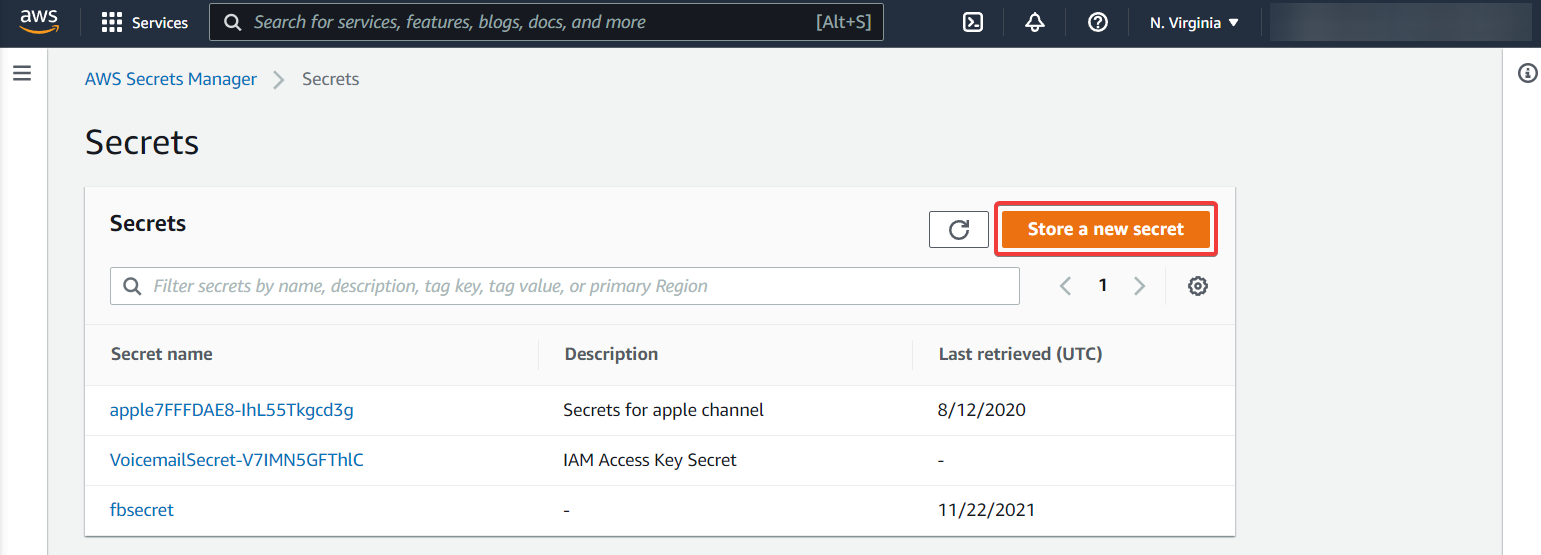 aws Services Search for services, features, blogs, docs, and more [Alt+S] N. Virginia
AWS Secrets Manager Secrets
Secrets
Secrets Store a new secret
Filter secrets by name, description, tag key, tag value, or primary Region 1
Secret name Description Last retrieved (UTC)
apple7FFFDAE8-IhL55Tkgcd3g Secrets for apple channel 8/12/2020
VoicemailSecret-V7IMN5GFThlC IAM Access Key Secret -
fbsecret - 11/22/2021